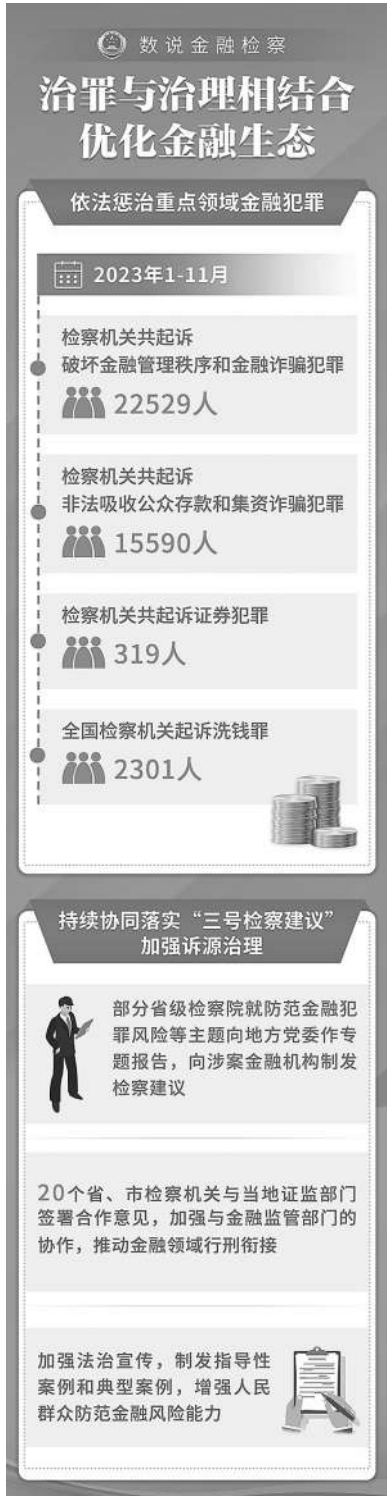 数说金融检察
治罪与治理相结合
优化金融生态
依法惩治重点领域金融犯罪
2023年1-11月
检察机关共起诉
破坏金融管理秩序和金融诈骗犯罪
22529人
检察机关共起诉
非法吸收公众存款和集资诈骗犯罪
15590人
检察机关共起诉证券犯罪
319人
全国检察机关起诉洗钱罪
2301人
持续协同落实“三号检察建议”
加强诉源治理
部分省级检察院就防范金融犯
罪风险等主题向地方党委作专
题报告，向涉案金融机构制发
检察建议
20个省、市检察机关与当地证监部门
签署合作意见，加强与金融监管部门的
协作，推动金融领域行刑衔接
加强法治宣传，制发指导性
案例和典型案例，增强人民
群众防范金融风险能力